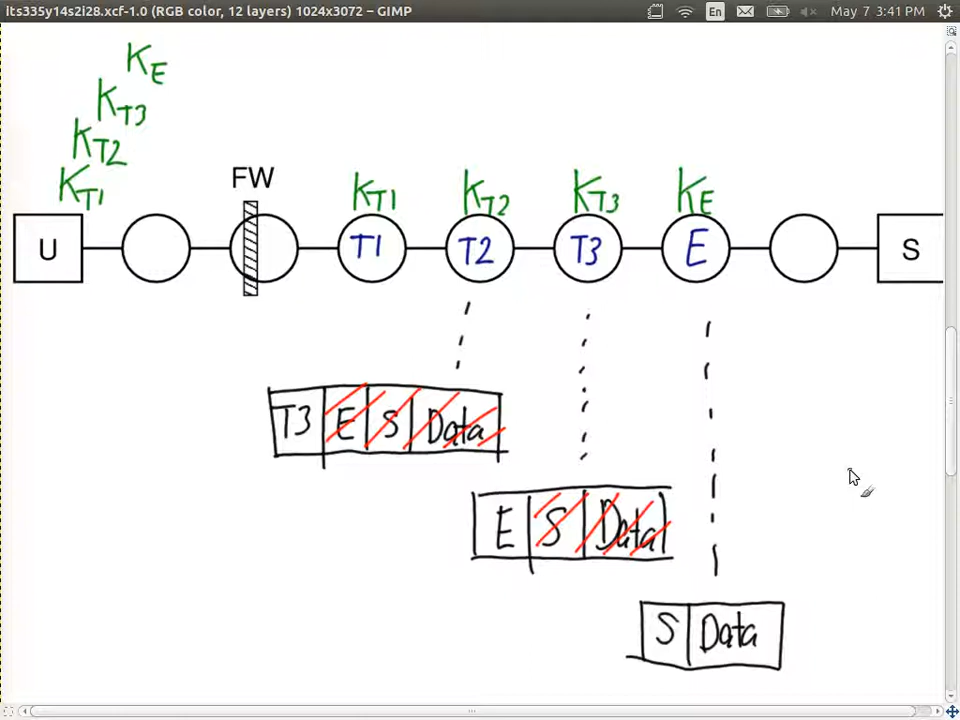 its335y14s2i28.xcf-1.0 (RGB color, 12 layers) 1024x3072 – GIMP
En
May 7 3:41 PM
KE
KT3
KT2
KT1
FW
KT1 KT2 KT3 KE
U T1 T2 T3 E S
T3 E S Data
E S Data
S Data